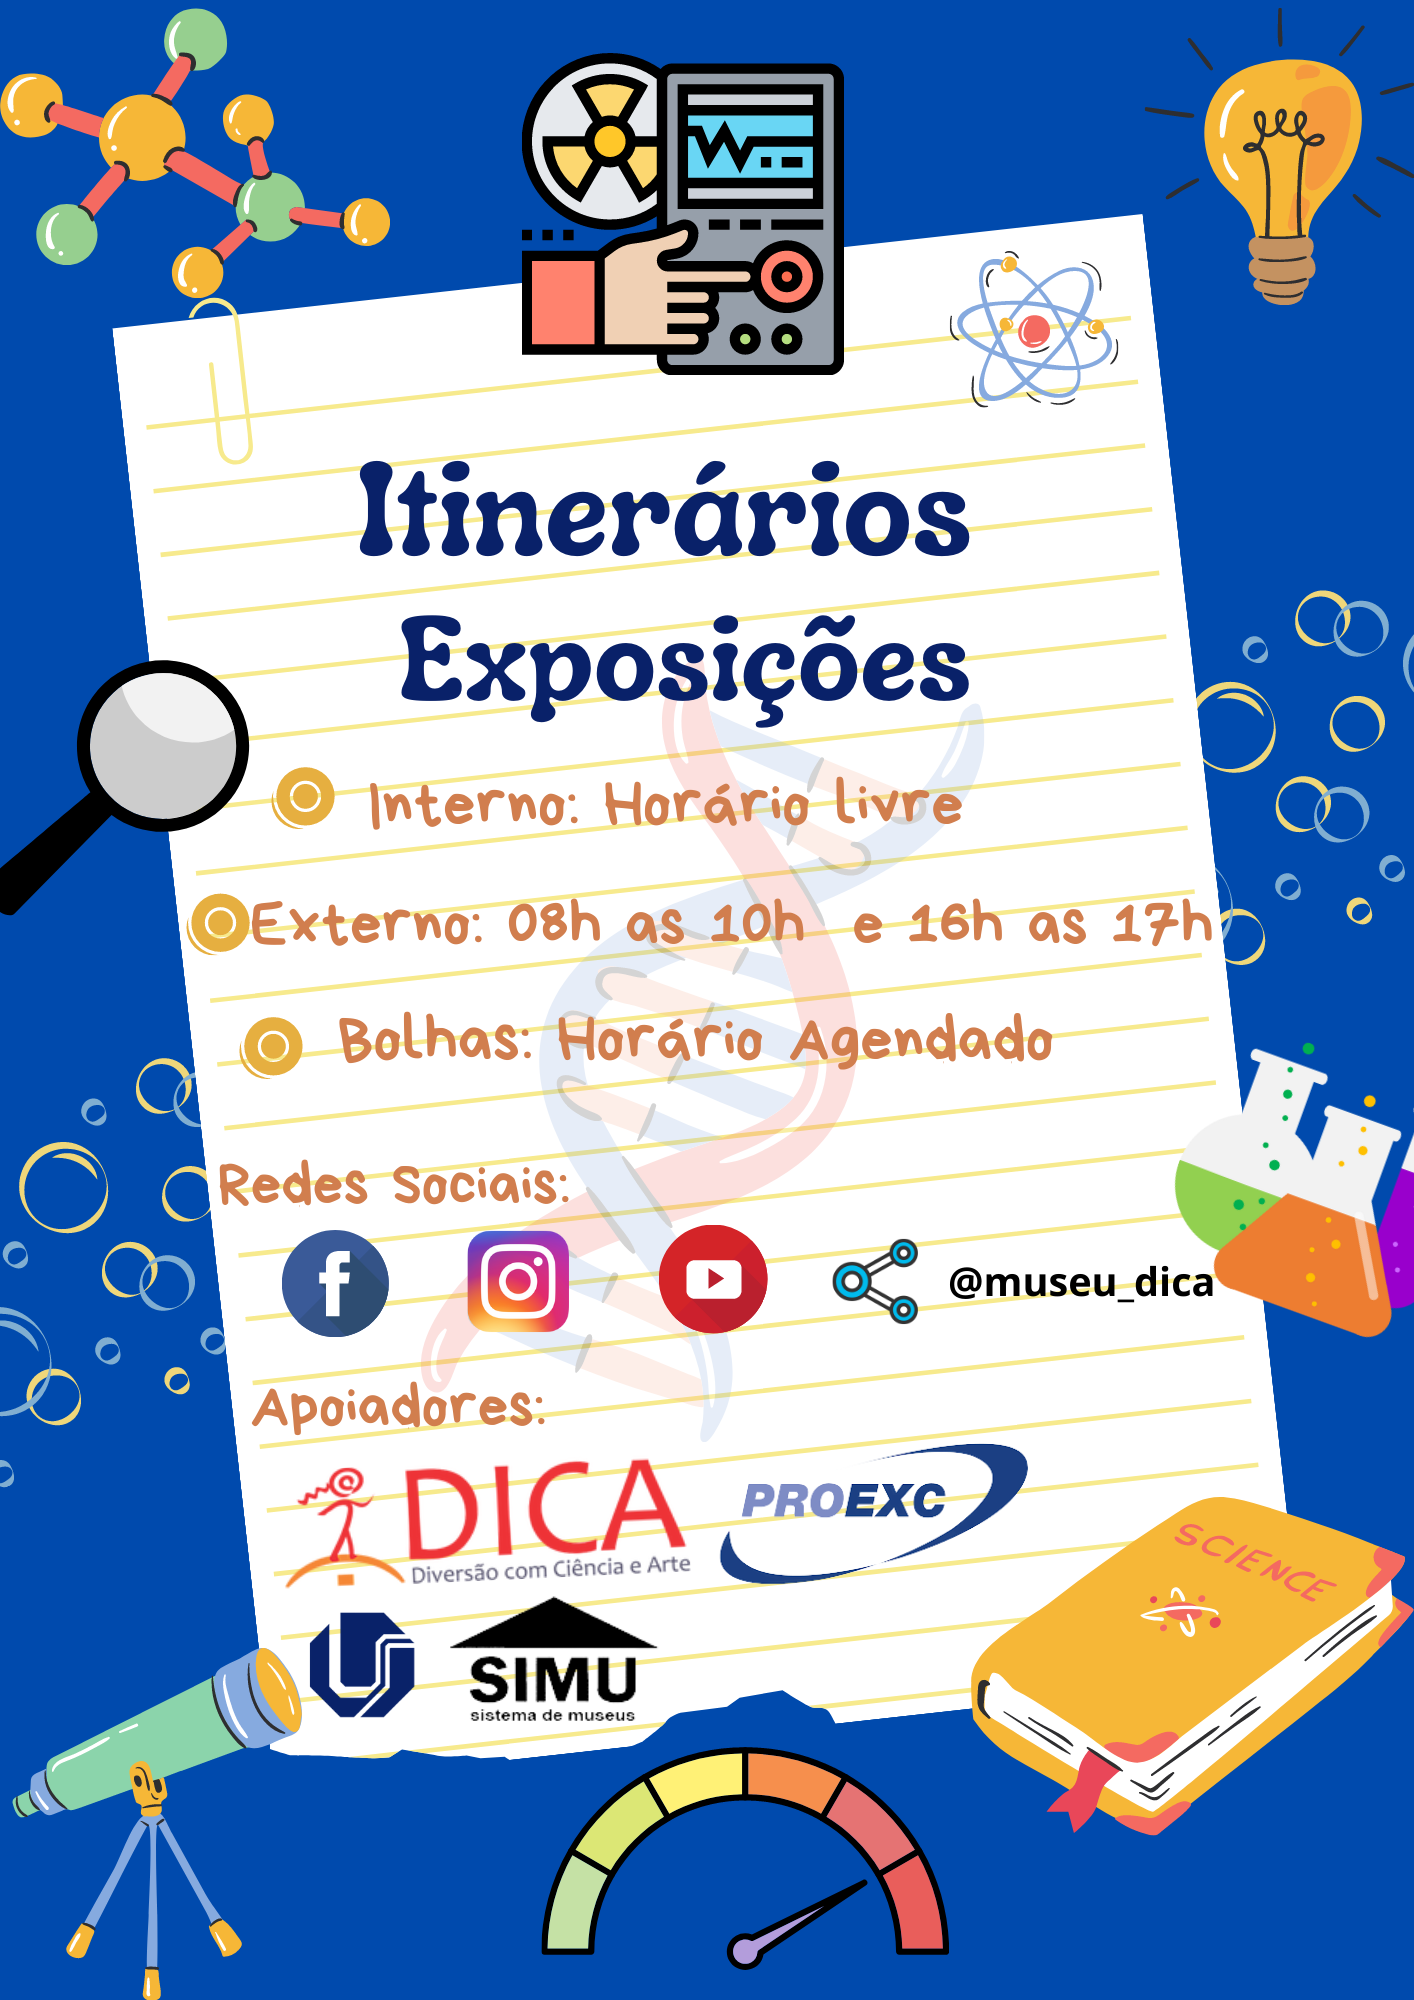 Itinerários
Exposições
Interno: Horário livre
Externo: 08h as 10h e 16h as 17h
Bolhas: Horário Agendado
Redes Sociais:
@museu_dica
Apoiadores:
DICA
Diversão com Ciência e Arte
PROEXC
SIMU
sistema de museus
SCIENCE